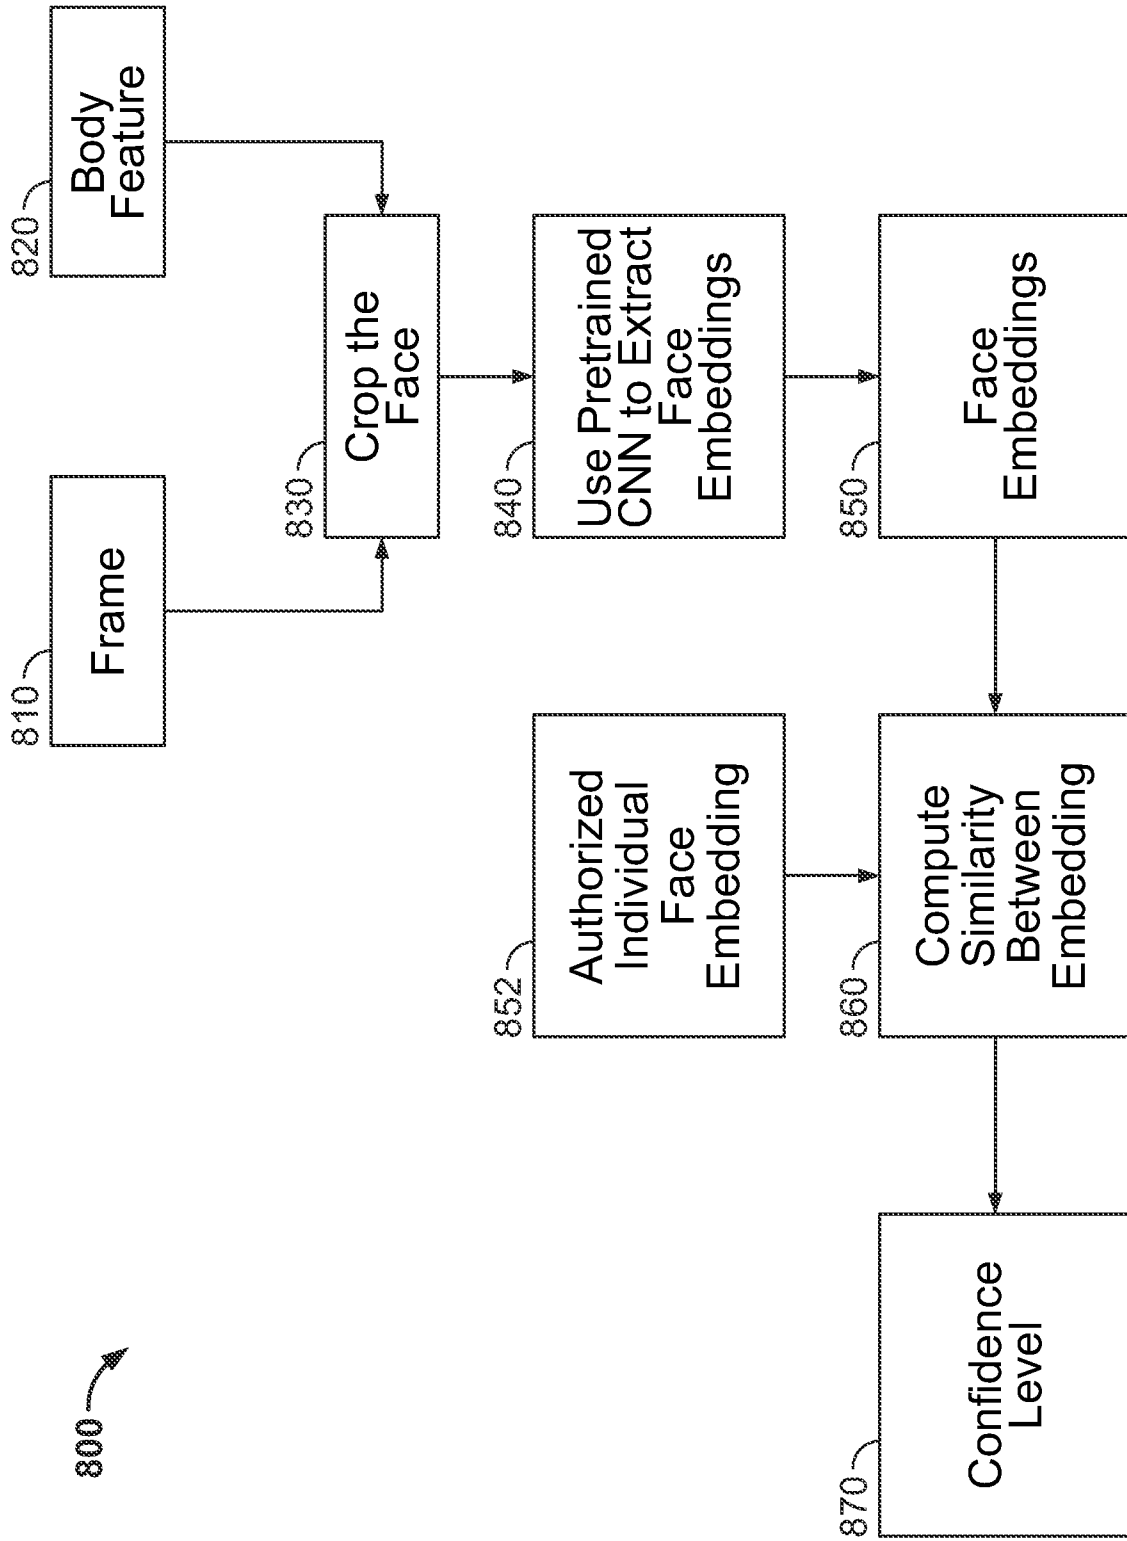 800
810
Frame
820
Body
Feature
830
Crop the
Face
840
Use Pretrained
CNN to Extract
Face
Embeddings
850
Face
Embeddings
852
Authorized
Individual
Face
Embedding
860
Compute
Similarity
Between
Embedding
870
Confidence
Level